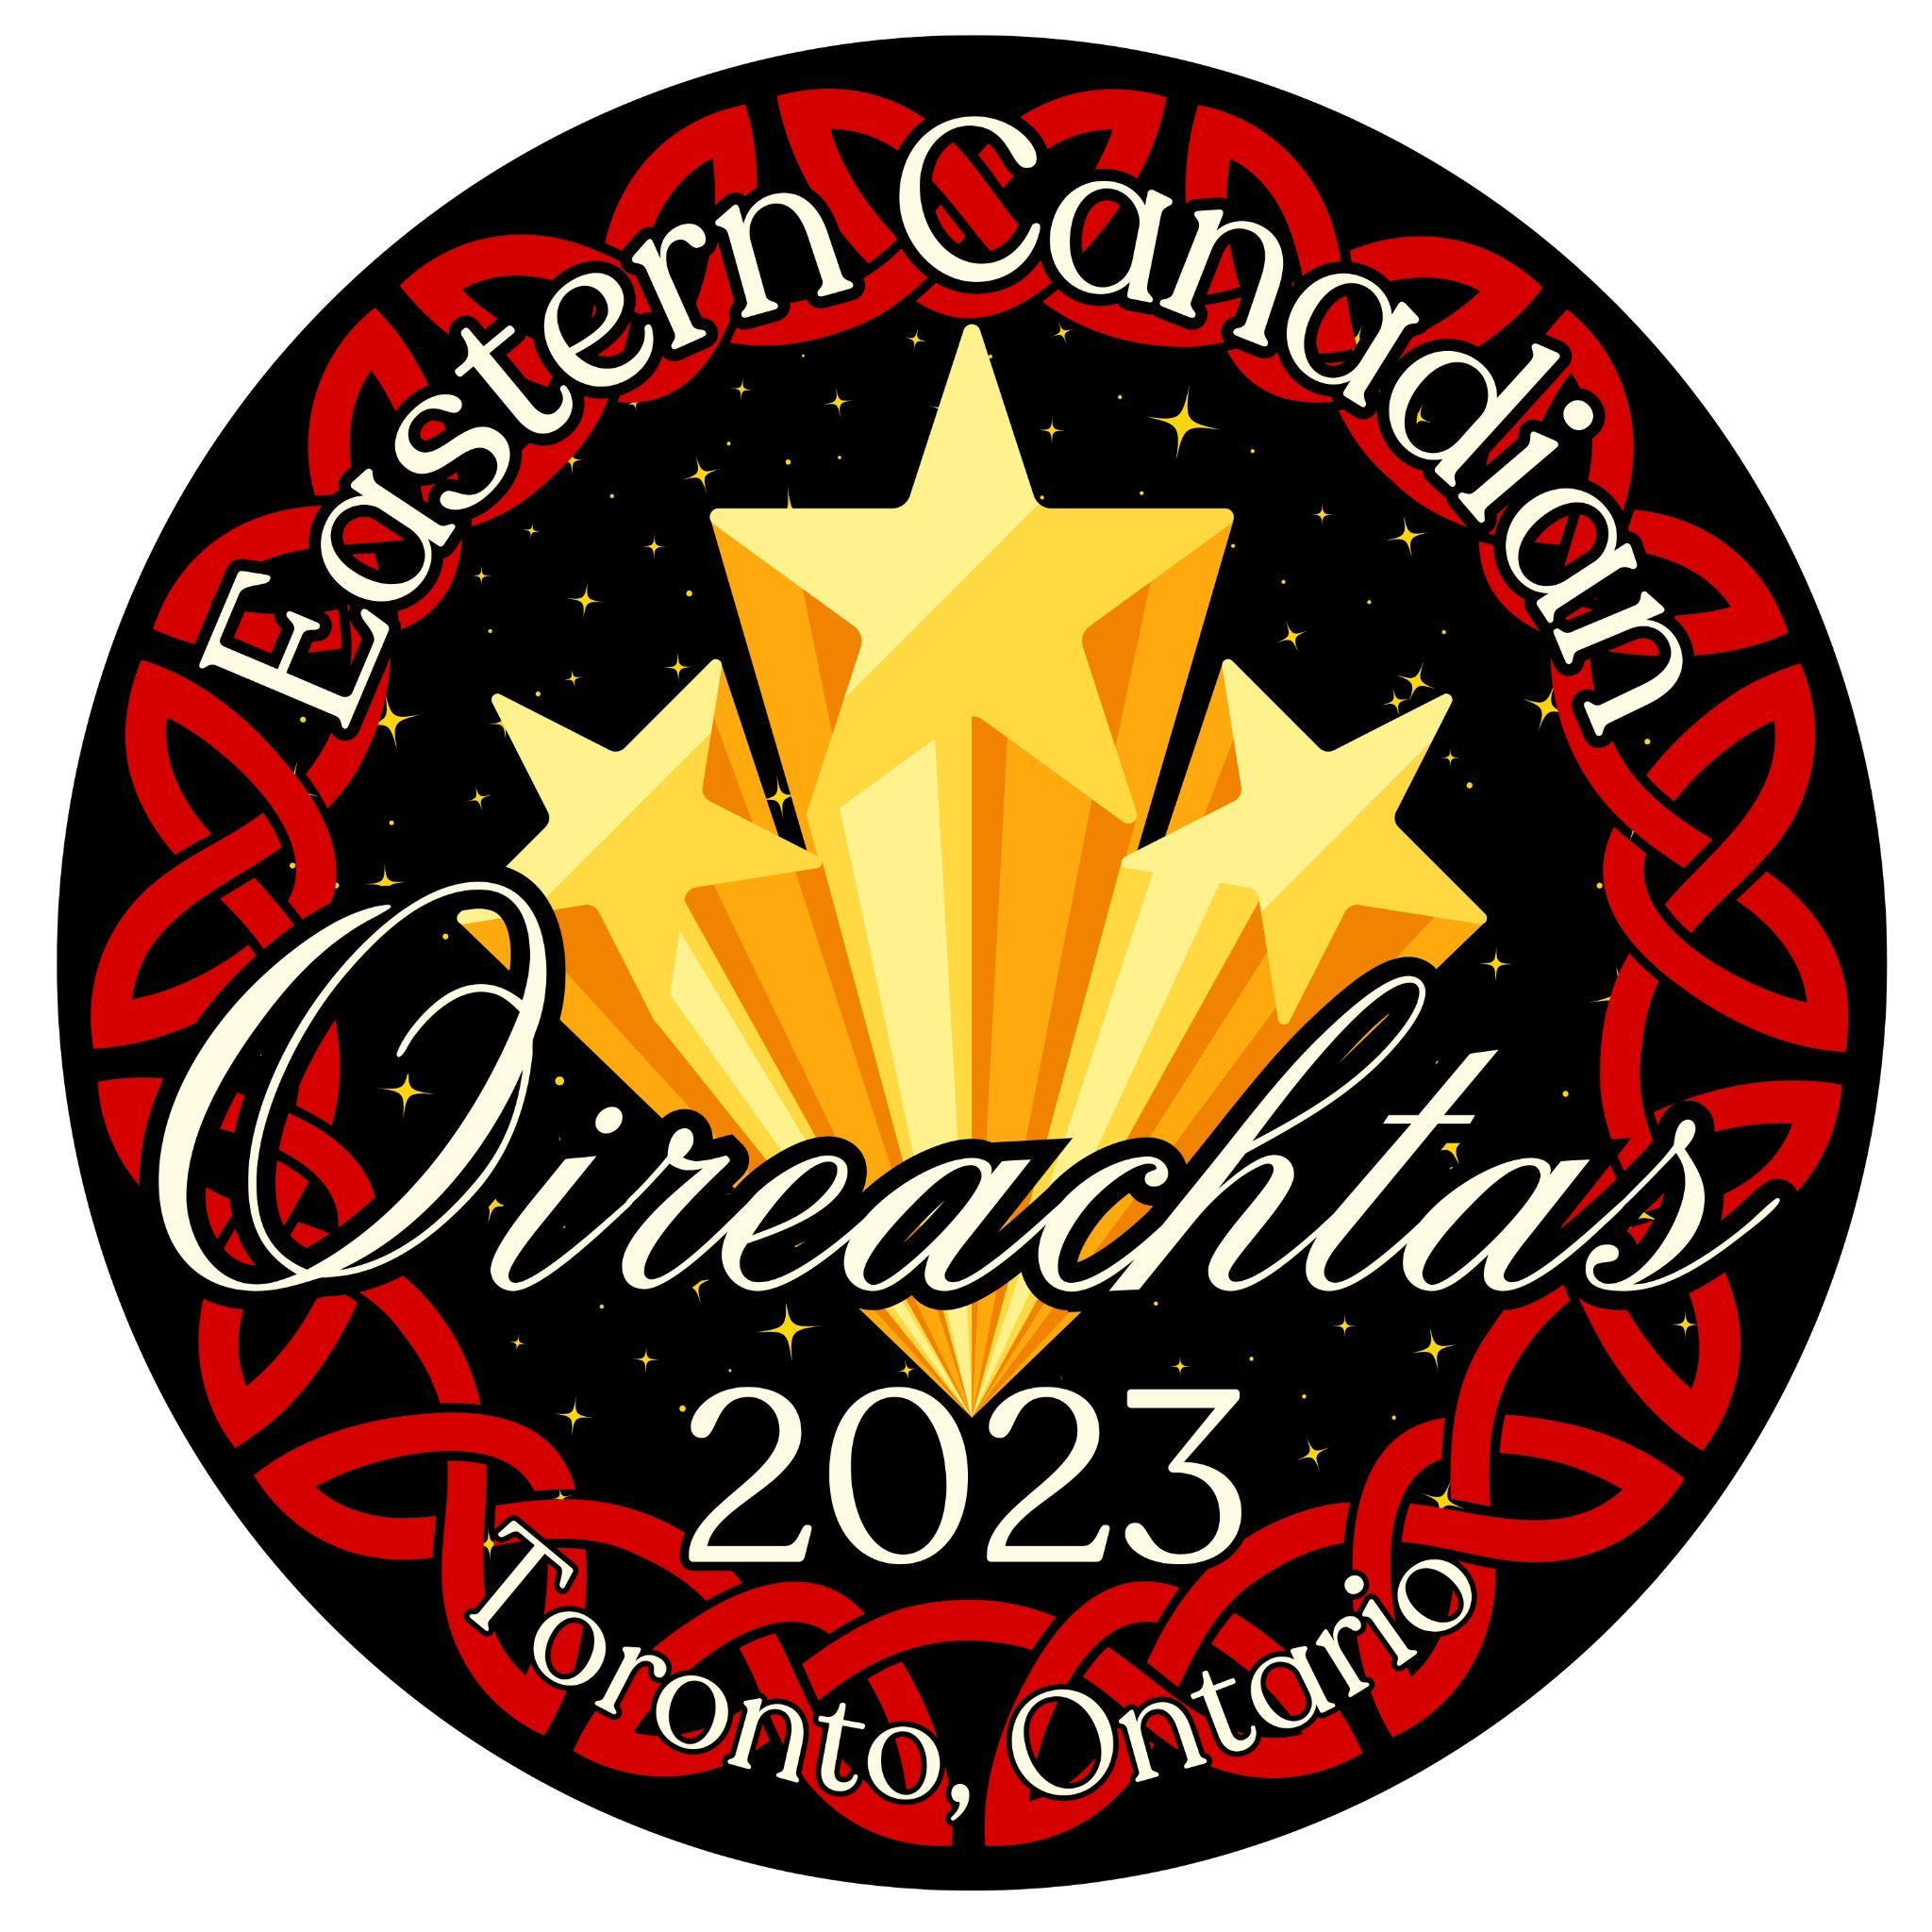 Eastern Canadian
Oireachtas
2023
Toronto, Ontario